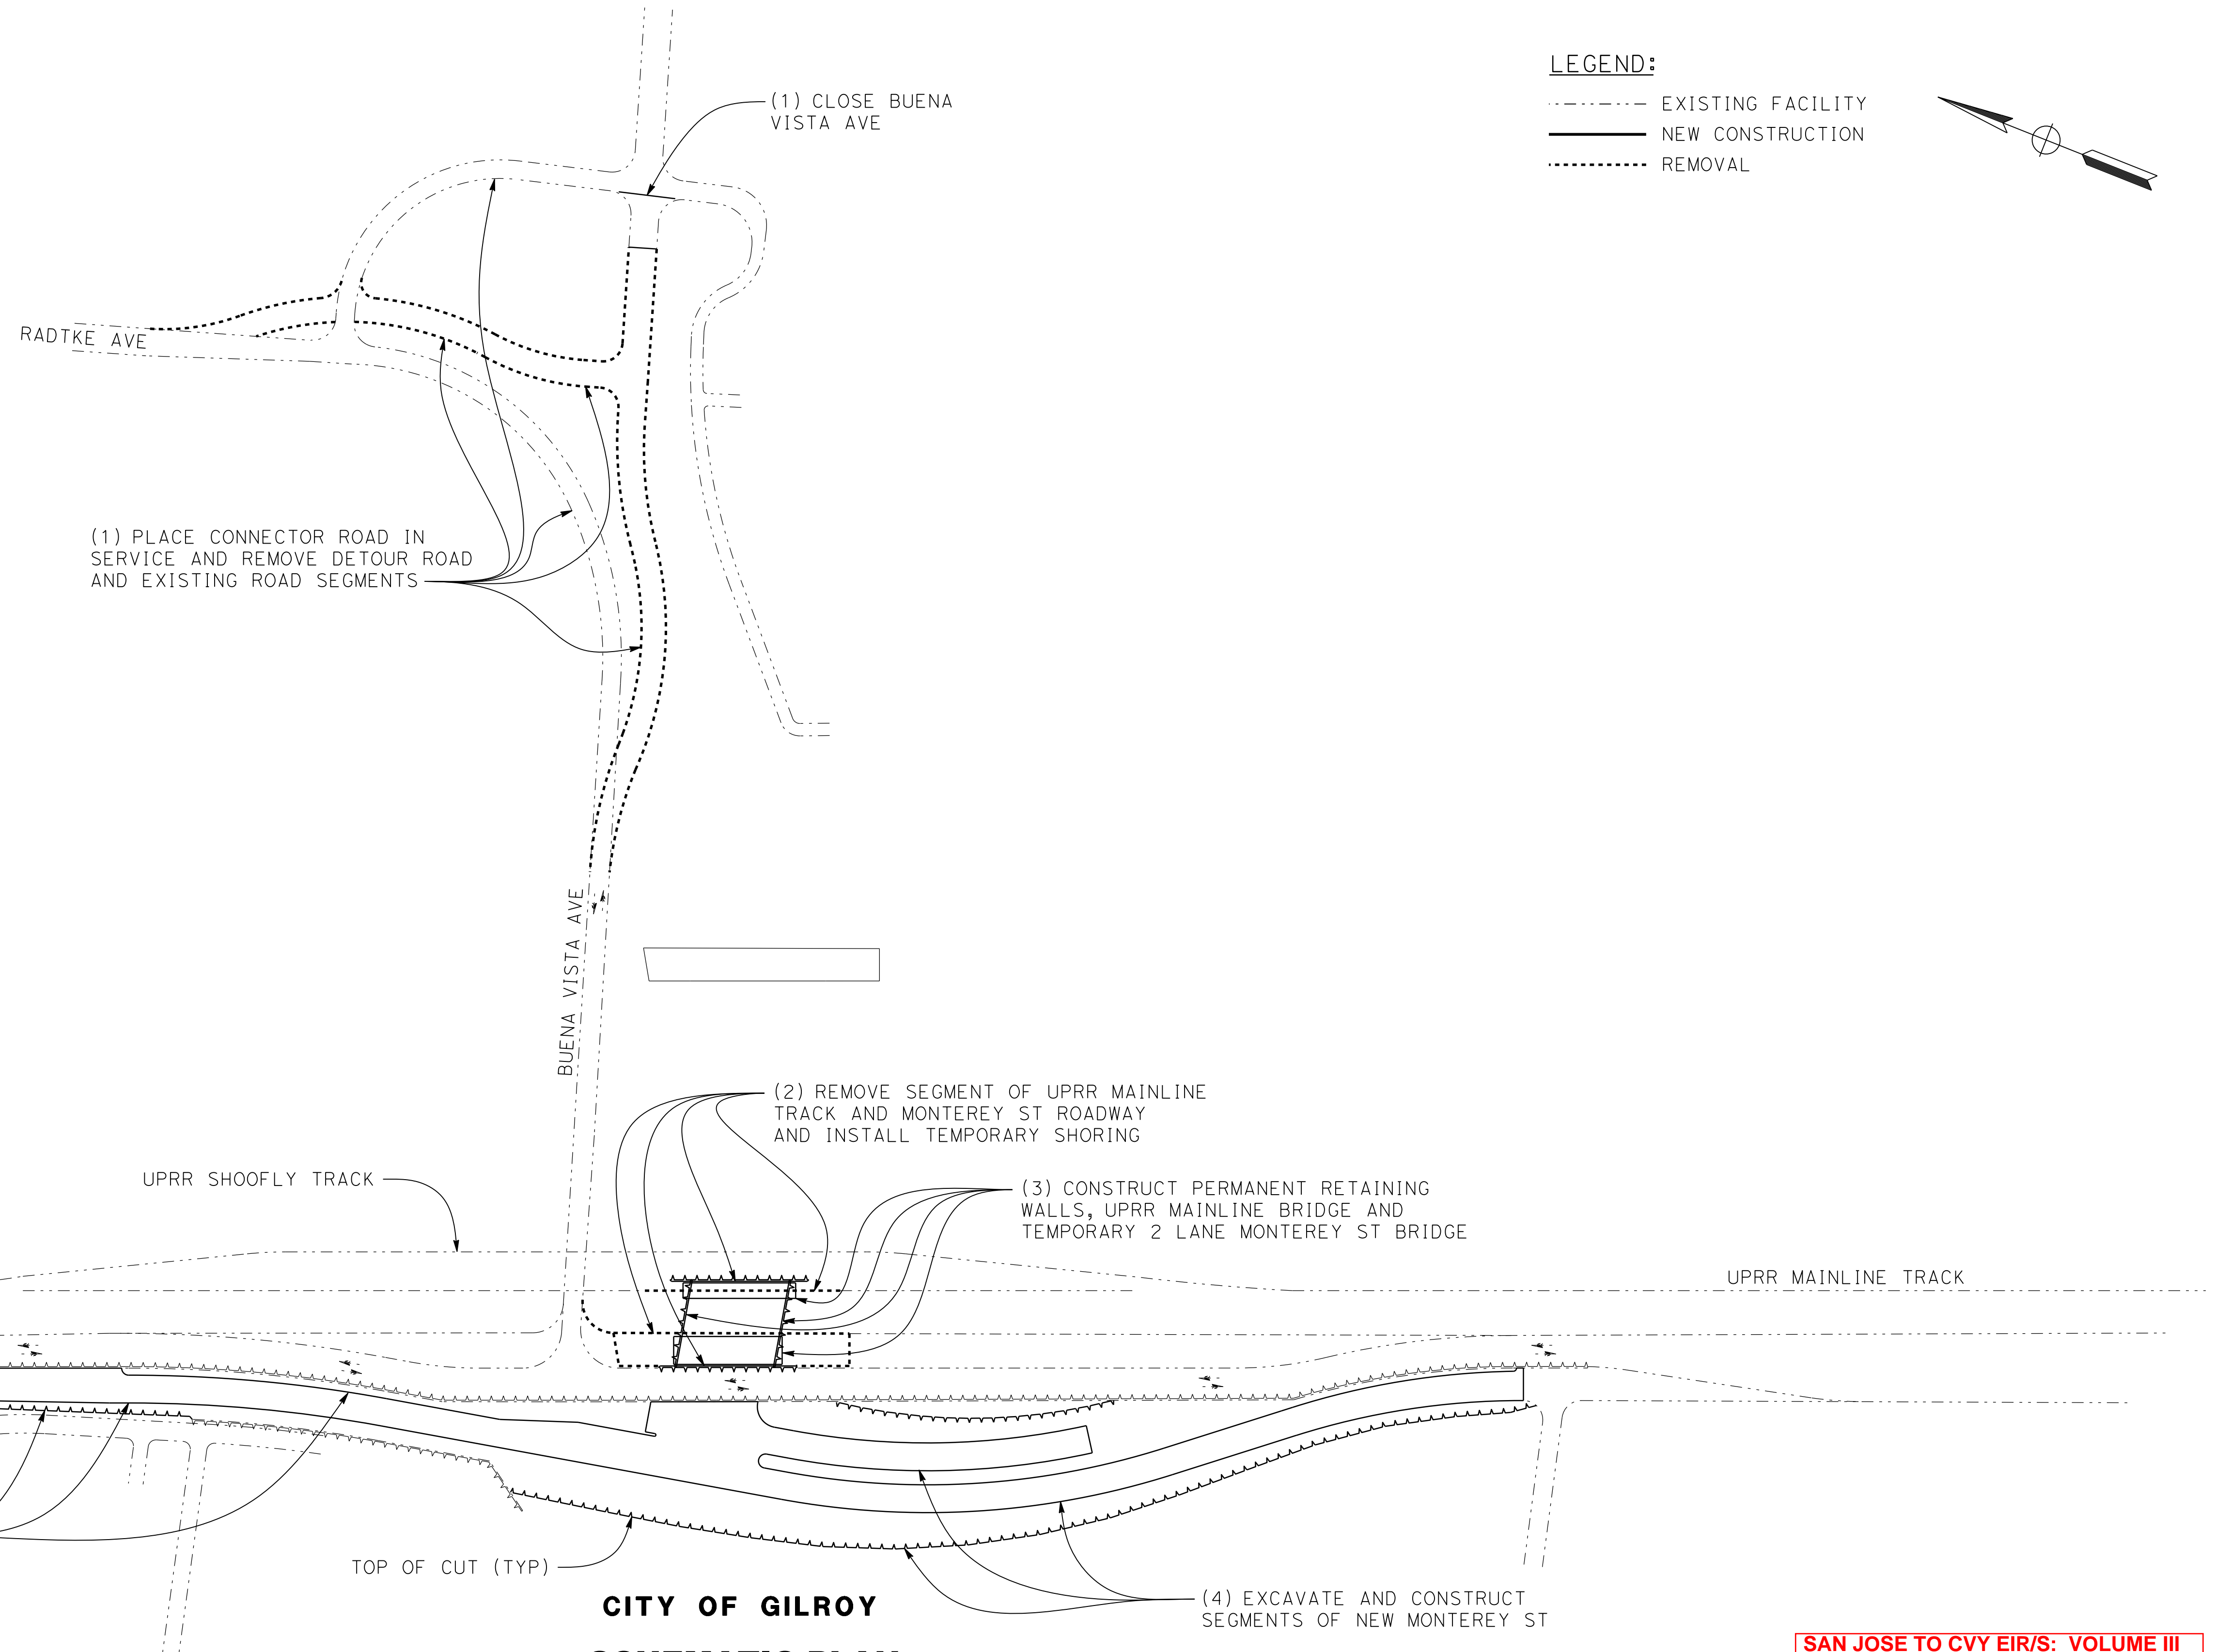 LEGEND:
EXISTING FACILITY
NEW CONSTRUCTION
REMOVAL
(1) CLOSE BUENA
VISTA AVE
RADTKE AVE
(1) PLACE CONNECTOR ROAD IN
SERVICE AND REMOVE DETOUR ROAD
AND EXISTING ROAD SEGMENTS
BUENA VISTA AVE
(2) REMOVE SEGMENT OF UPRR MAINLINE
TRACK AND MONTEREY ST ROADWAY
AND INSTALL TEMPORARY SHORING
UPRR SHOOFLY TRACK
(3) CONSTRUCT PERMANENT RETAINING
WALLS, UPRR MAINLINE BRIDGE AND
TEMPORARY 2 LANE MONTEREY ST BRIDGE
UPRR MAINLINE TRACK
TOP OF CUT (TYP)
(4) EXCAVATE AND CONSTRUCT
SEGMENTS OF NEW MONTEREY ST
CITY OF GILROY
SCHEMATIC PLAN
SAN JOSE TO CVY EIR/S: VOLUME III